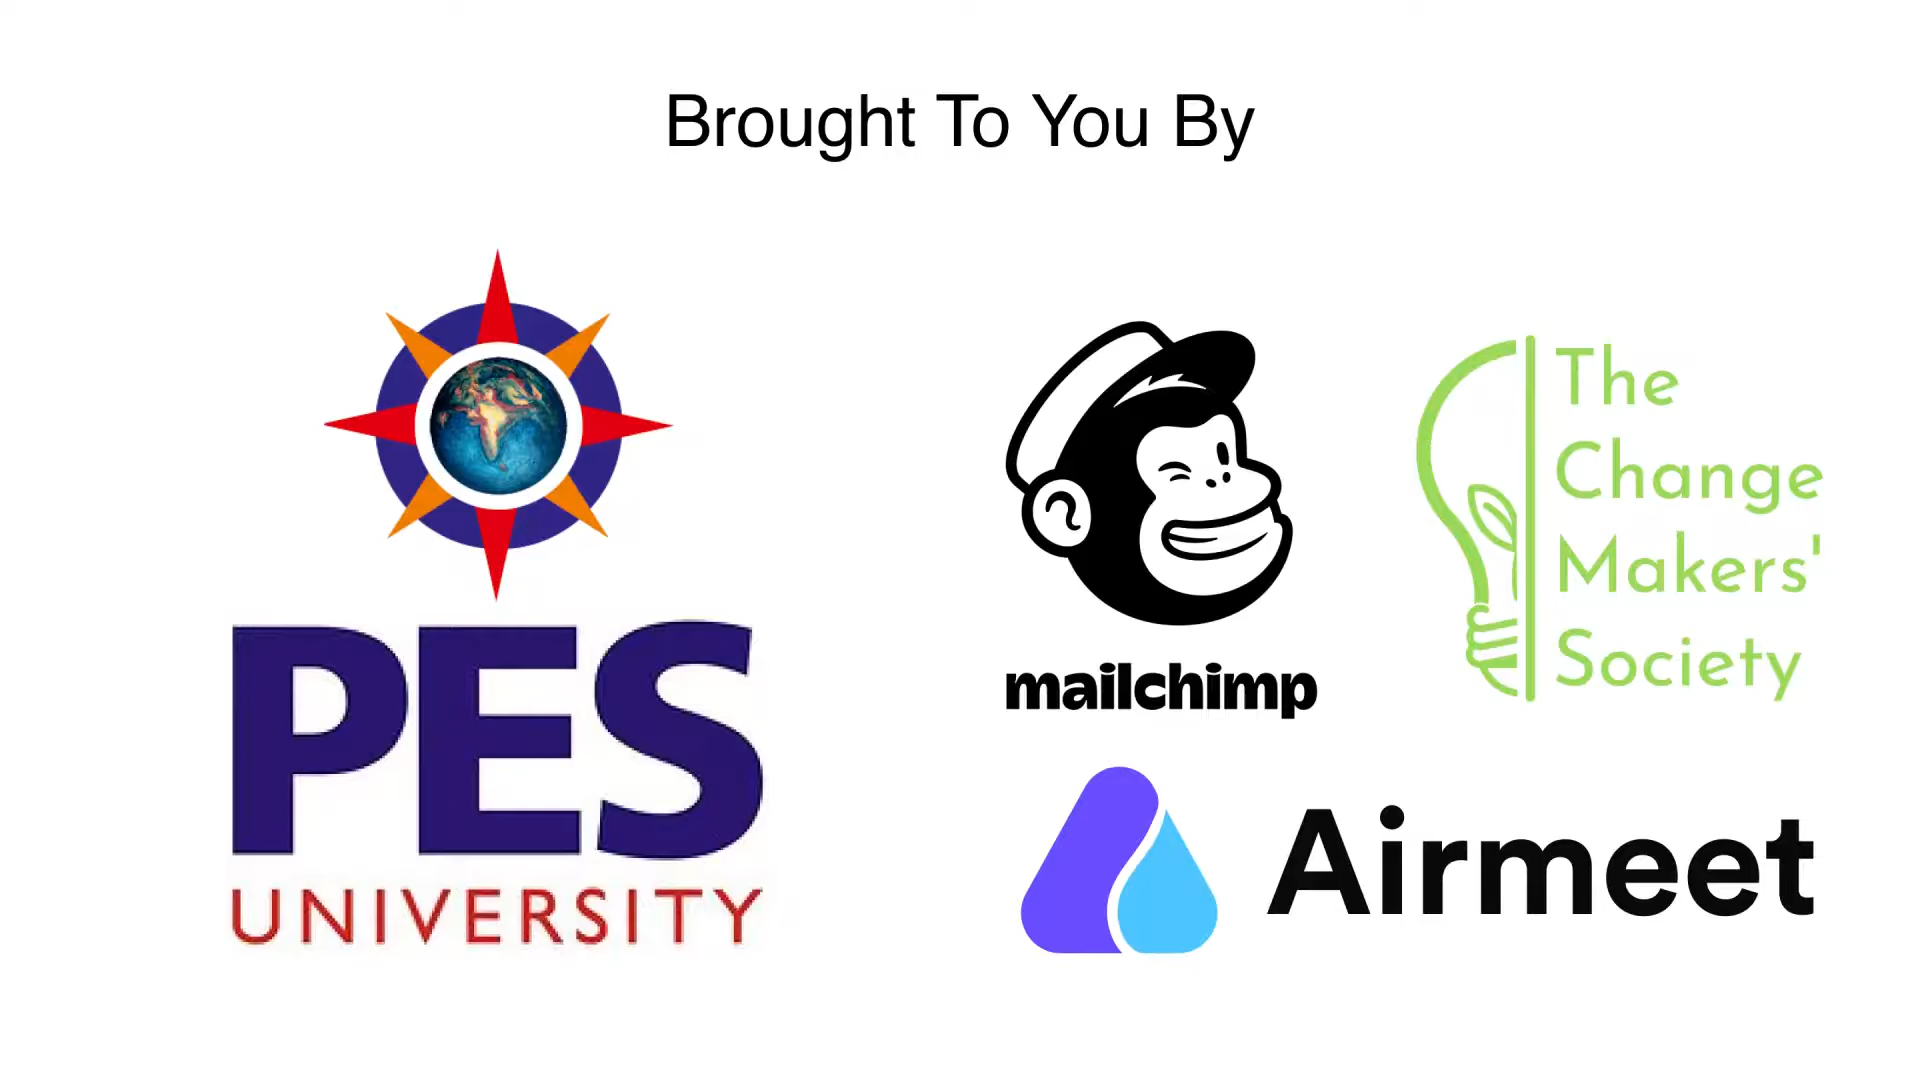 Brought To You By
PES
UNIVERSITY
mailchimp
The
Change
Makers'
Society
Airmeet